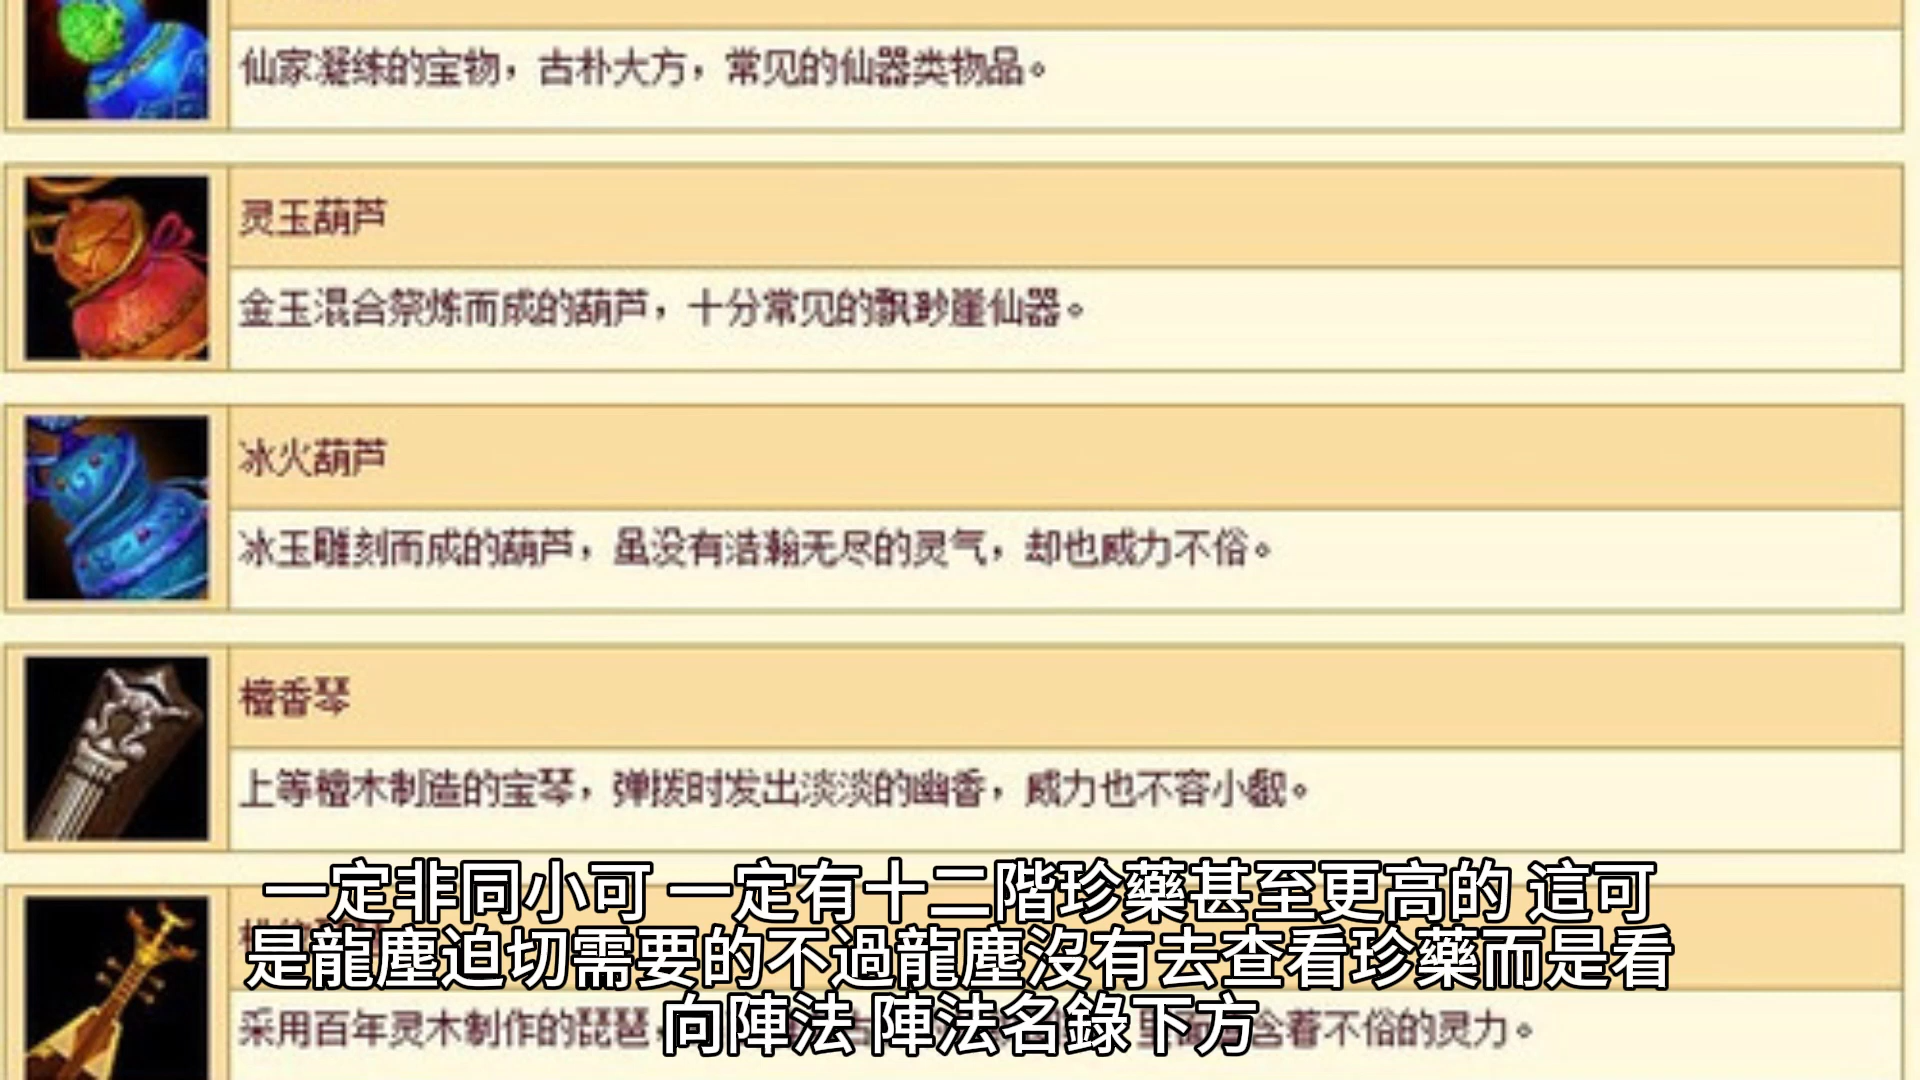 仙家凝练的宝物，古朴大方，常见的仙器类物品。
灵玉葫芦
金玉混合祭炼而成的葫芦，十分常见的飘眇崖仙器。
冰火葫芦
冰玉雕刻而成的葫芦，虽没有浩瀚无尽的灵气，却也威力不俗。
檀香琴
上等檀木制造的宝琴，弹拨时发出淡淡的幽香，威力也不容小觑。
采用百年灵木制作的琵琶，
含着不俗的灵力。
一定非同小可 一定有十二階珍藥甚至更高的 這可
是龍塵迫切需要的不過龍塵沒有去查看珍藥而是看
向陣法 陣法名錄下方